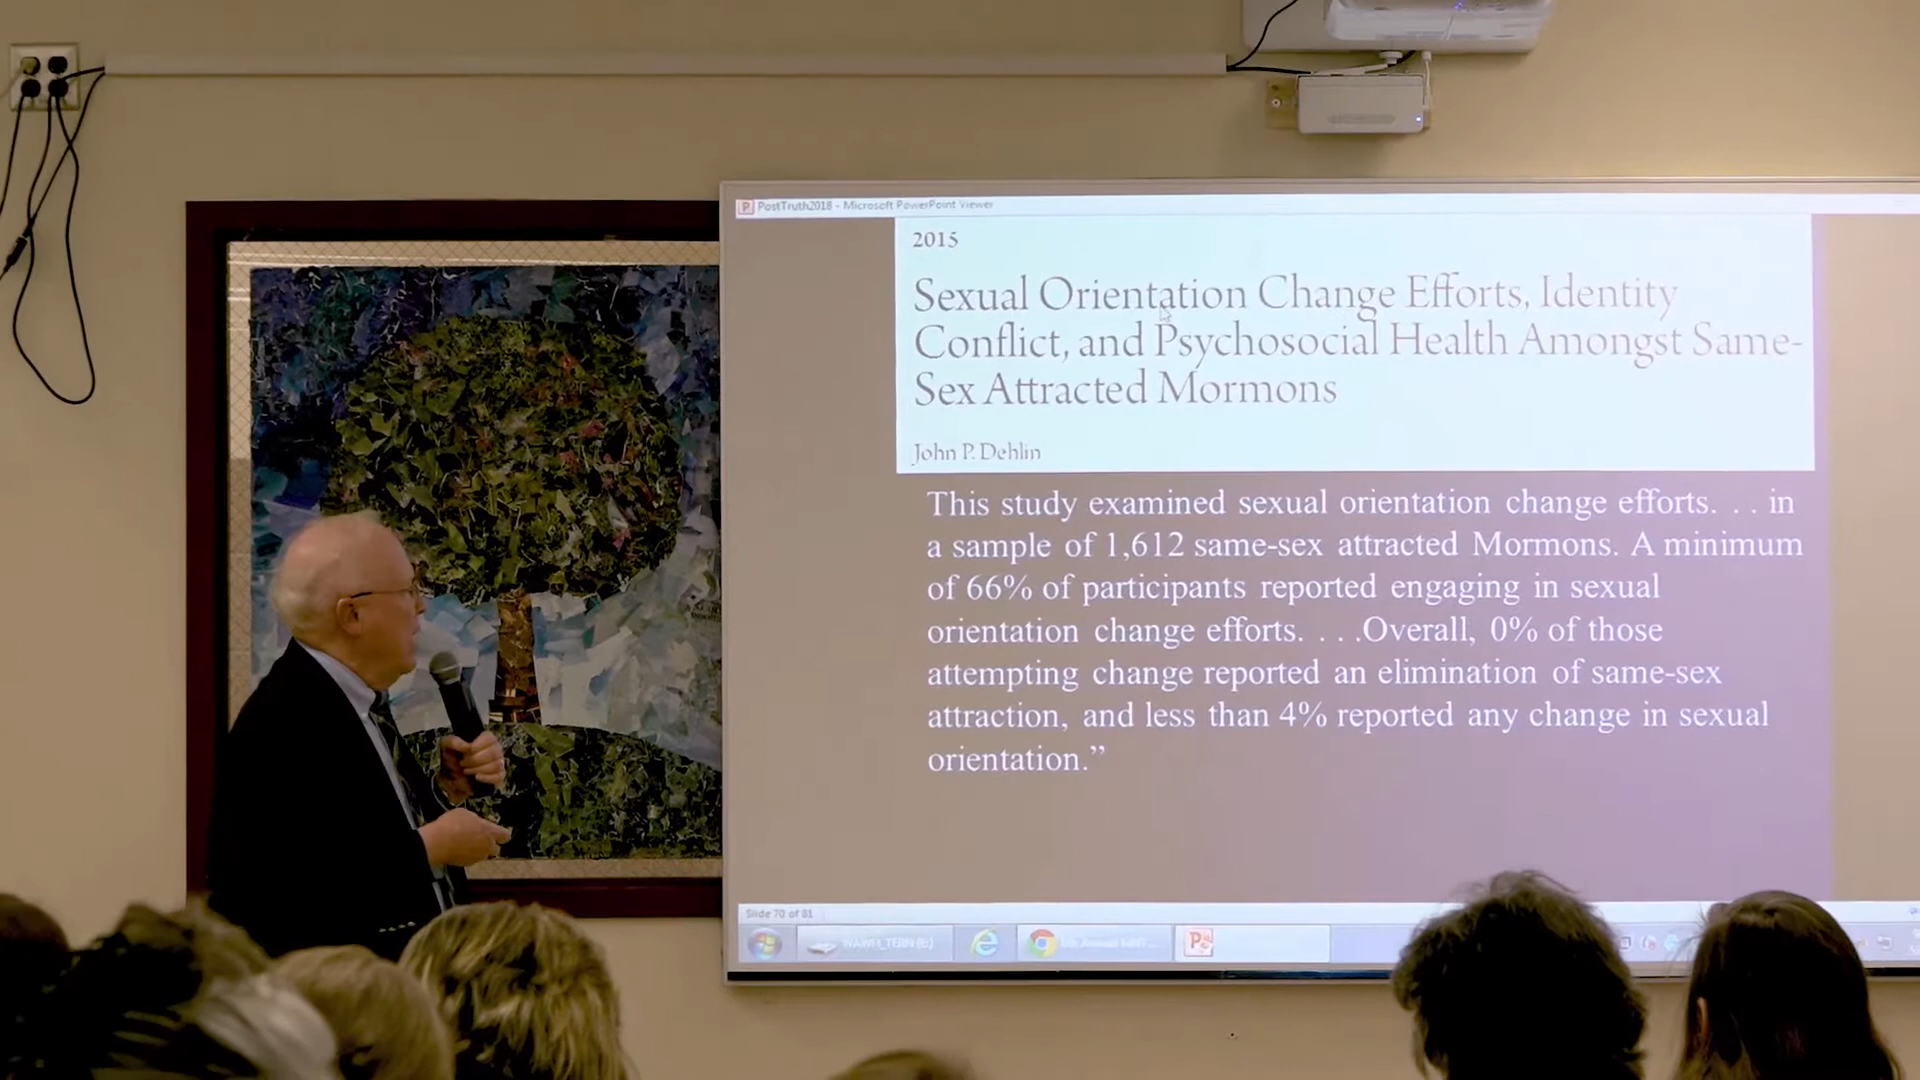 PostTruth2018 - Microsoft PowerPoint Viewer
2015
Sexual Orientation Change Efforts, Identity
Conflict, and Psychosocial Health Amongst Same-
Sex Attracted Mormons
John P. Dehlin
This study examined sexual orientation change efforts. . . in
a sample of 1,612 same-sex attracted Mormons. A minimum
of 66% of participants reported engaging in sexual
orientation change efforts. . . .Overall, 0% of those
attempting change reported an elimination of same-sex
attraction, and less than 4% reported any change in sexual
orientation.”
Slide 70 of 81